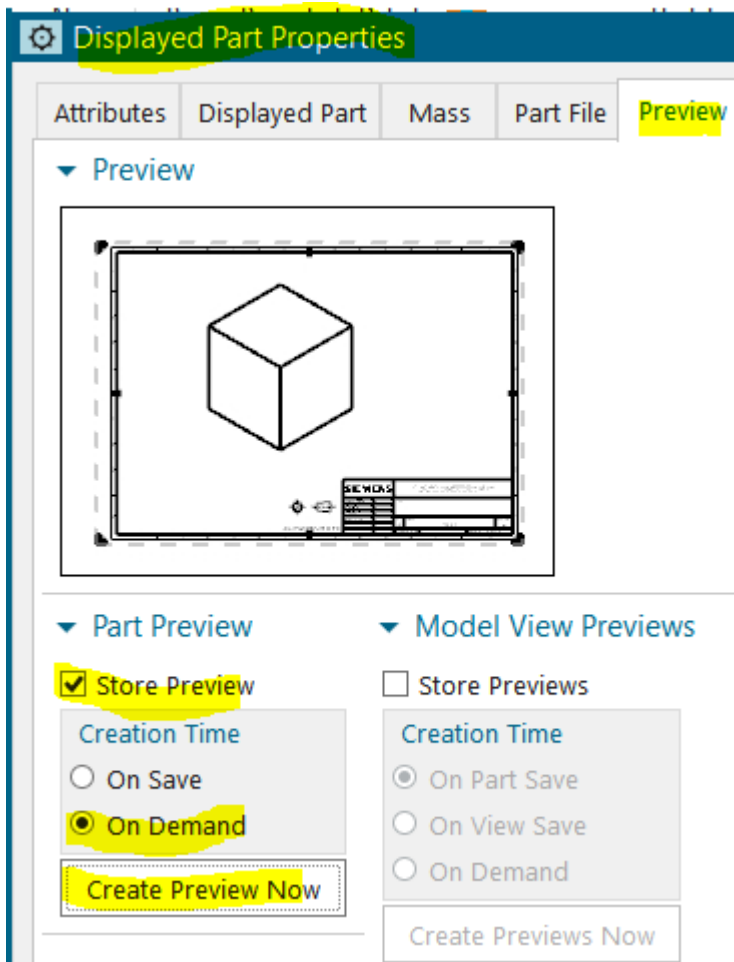 Displayed Part Properties
Attributes Displayed Part Mass Part File Preview
Preview
SIEMENS
Part Preview
Store Preview
Creation Time
On Save
On Demand
Create Preview Now
Model View Previews
Store Previews
Creation Time
On Part Save
On View Save
On Demand
Create Previews Now